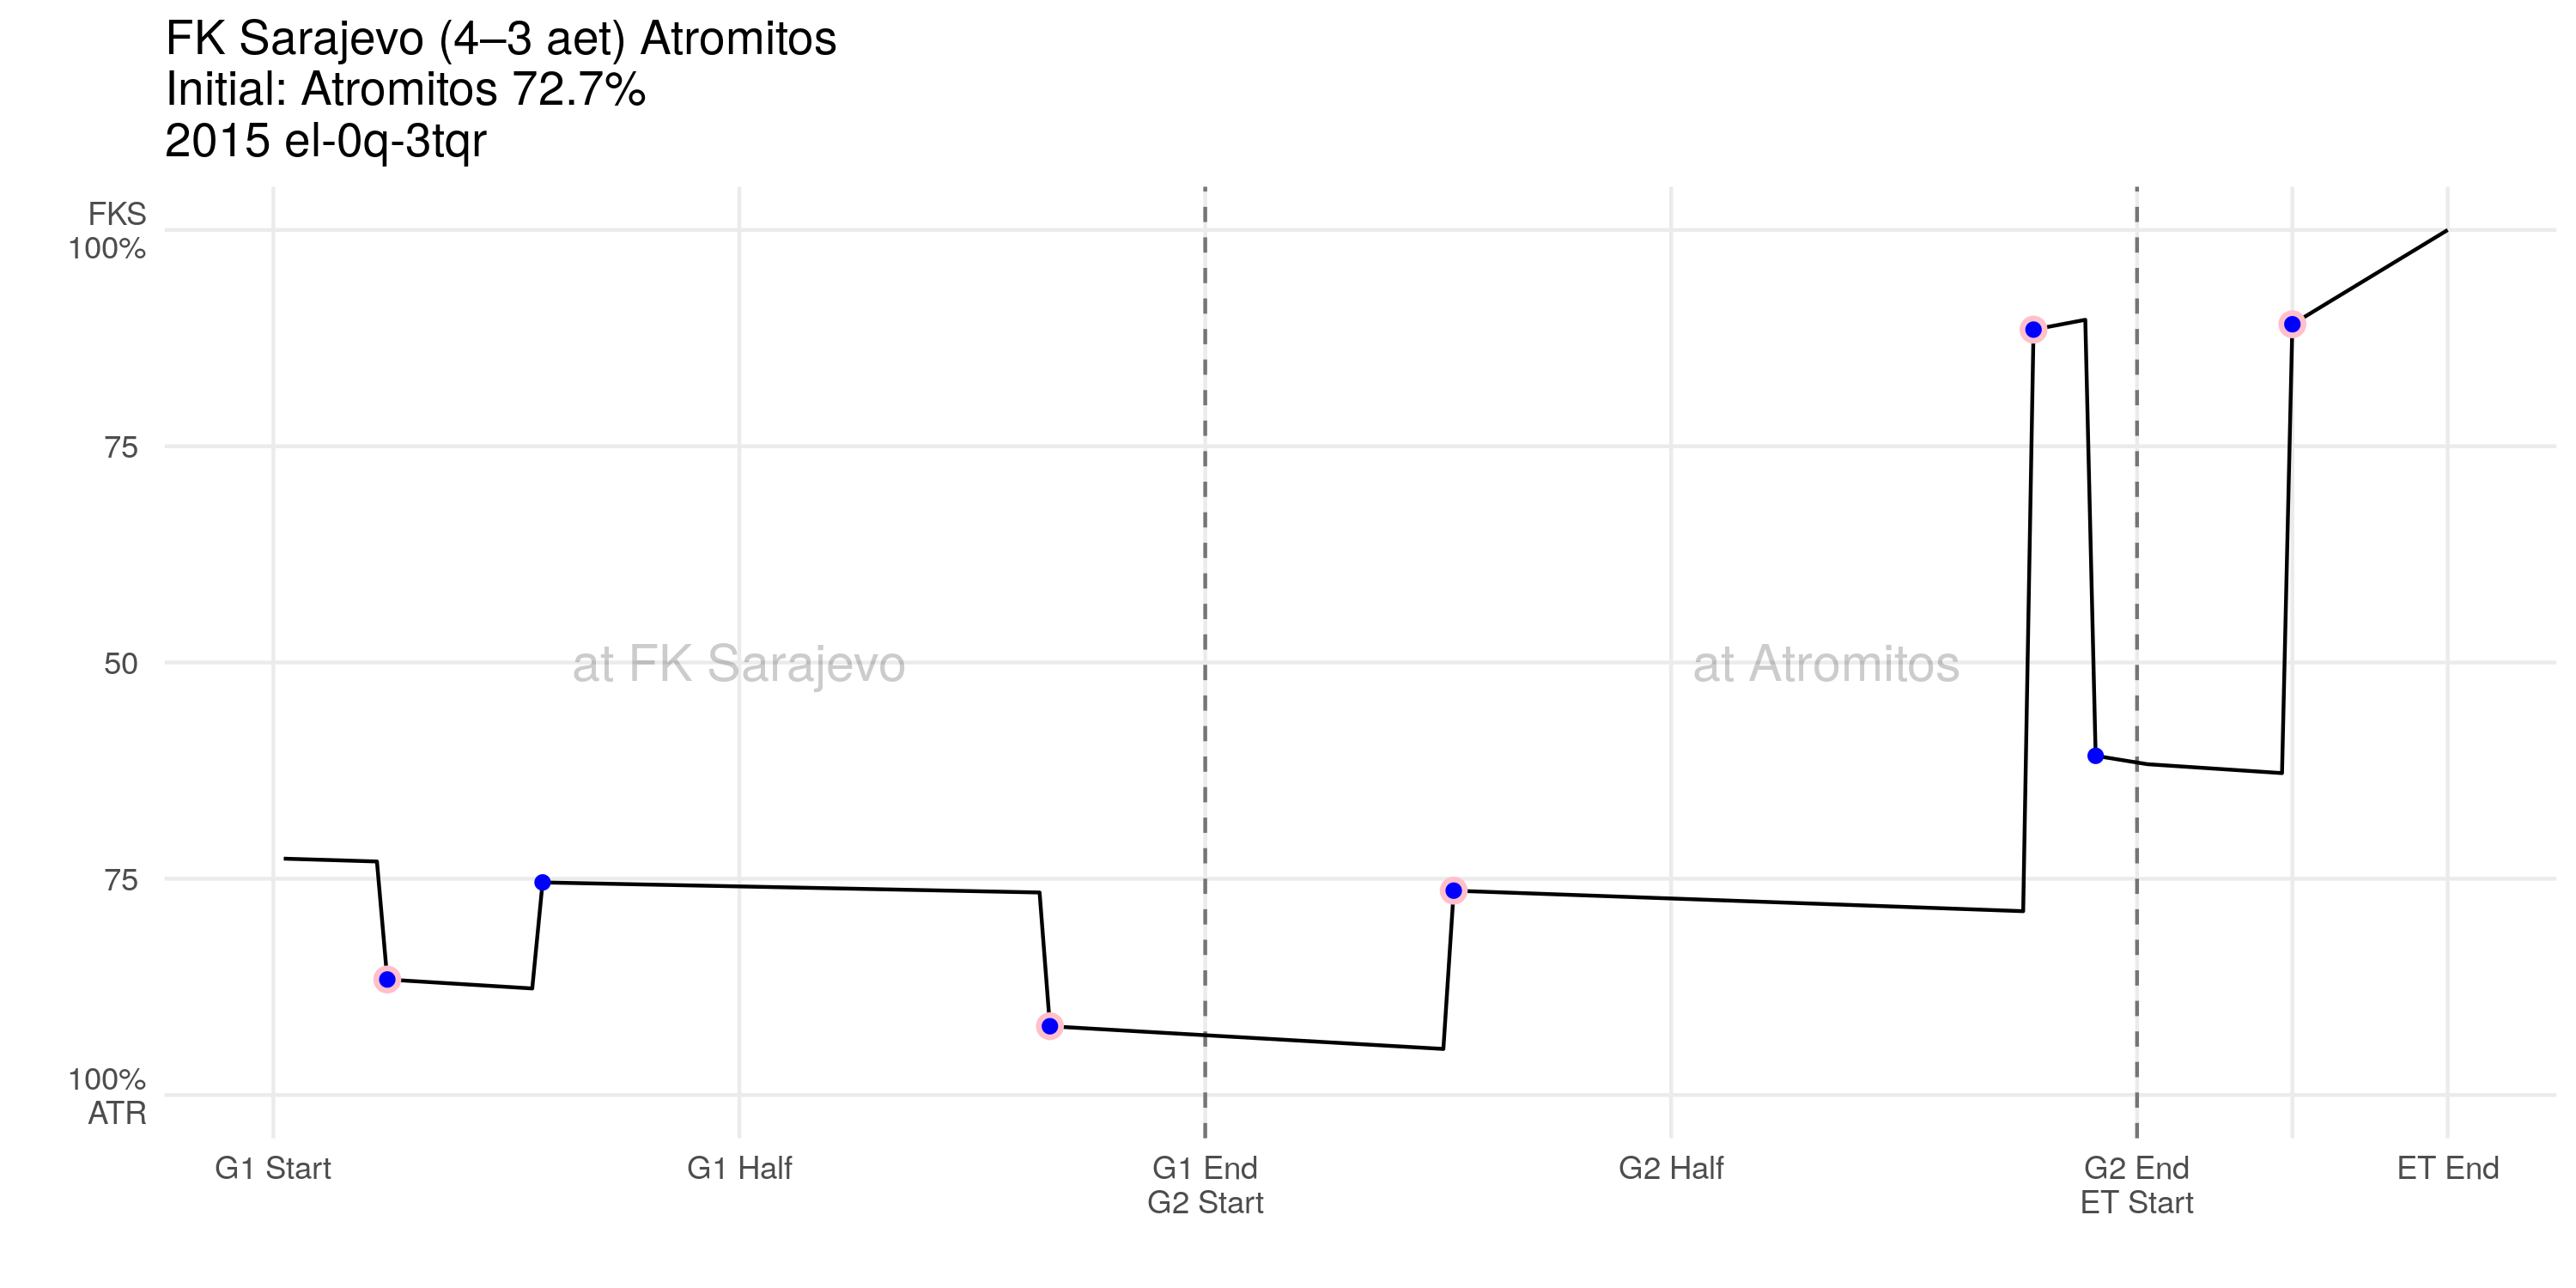 FK Sarajevo (4–3 aet) Atromitos
Initial: Atromitos 72.7%
2015 el-0q-3tqr
FKS
100%
75
50
75
100%
ATR
at FK Sarajevo
at Atromitos
G1 Start
G1 Half
G1 End
G2 Start
G2 Half
G2 End
ET Start
ET End